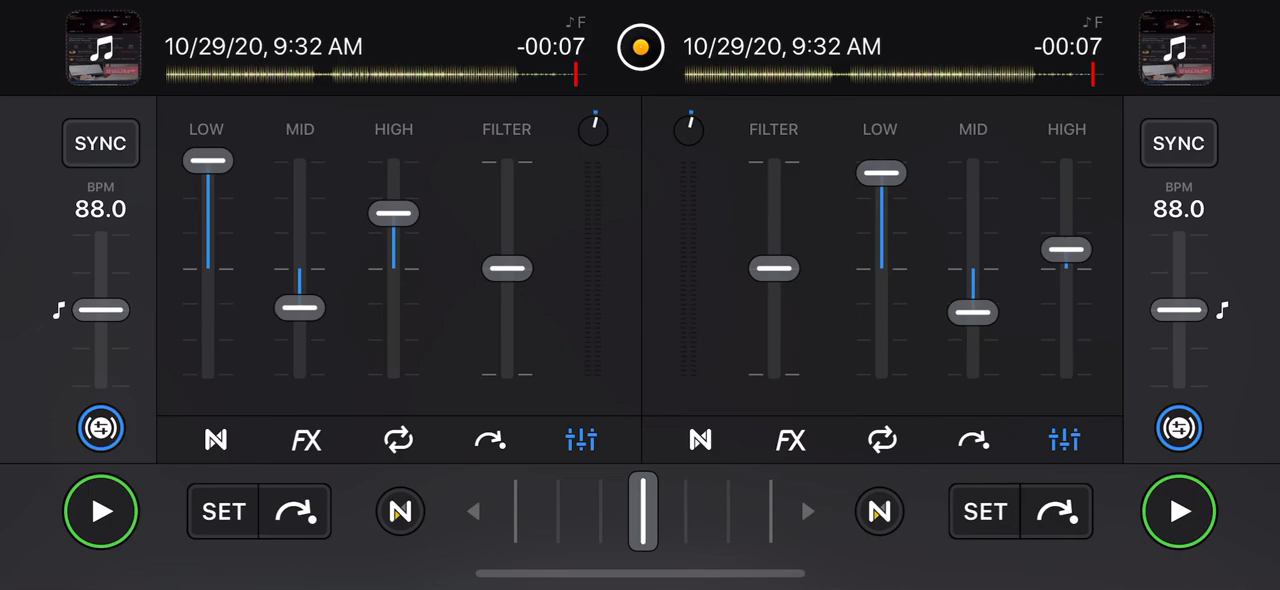 ♪F
10/29/20, 9:32 AM
-00:07
♪F
10/29/20, 9:32 AM
-00:07
SYNC
BPM
88.0
LOW MID HIGH FILTER
FILTER LOW MID HIGH
SYNC
BPM
88.0
FX
FX
SET
N
N
SET